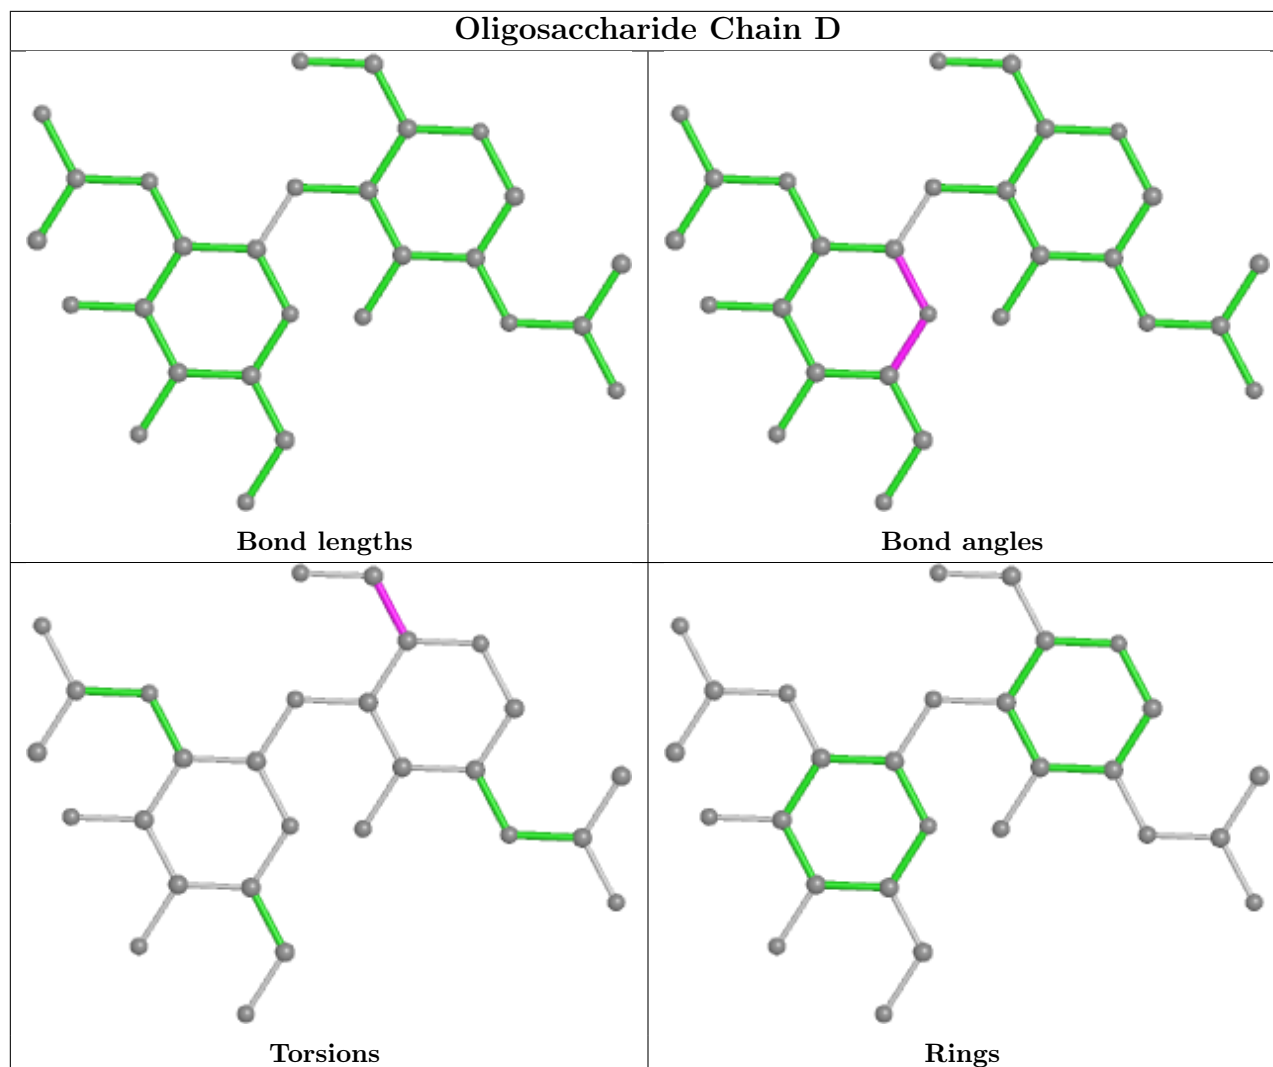 Oligosaccharide Chain D
Bond lengths
Bond angles
Torsions
Rings